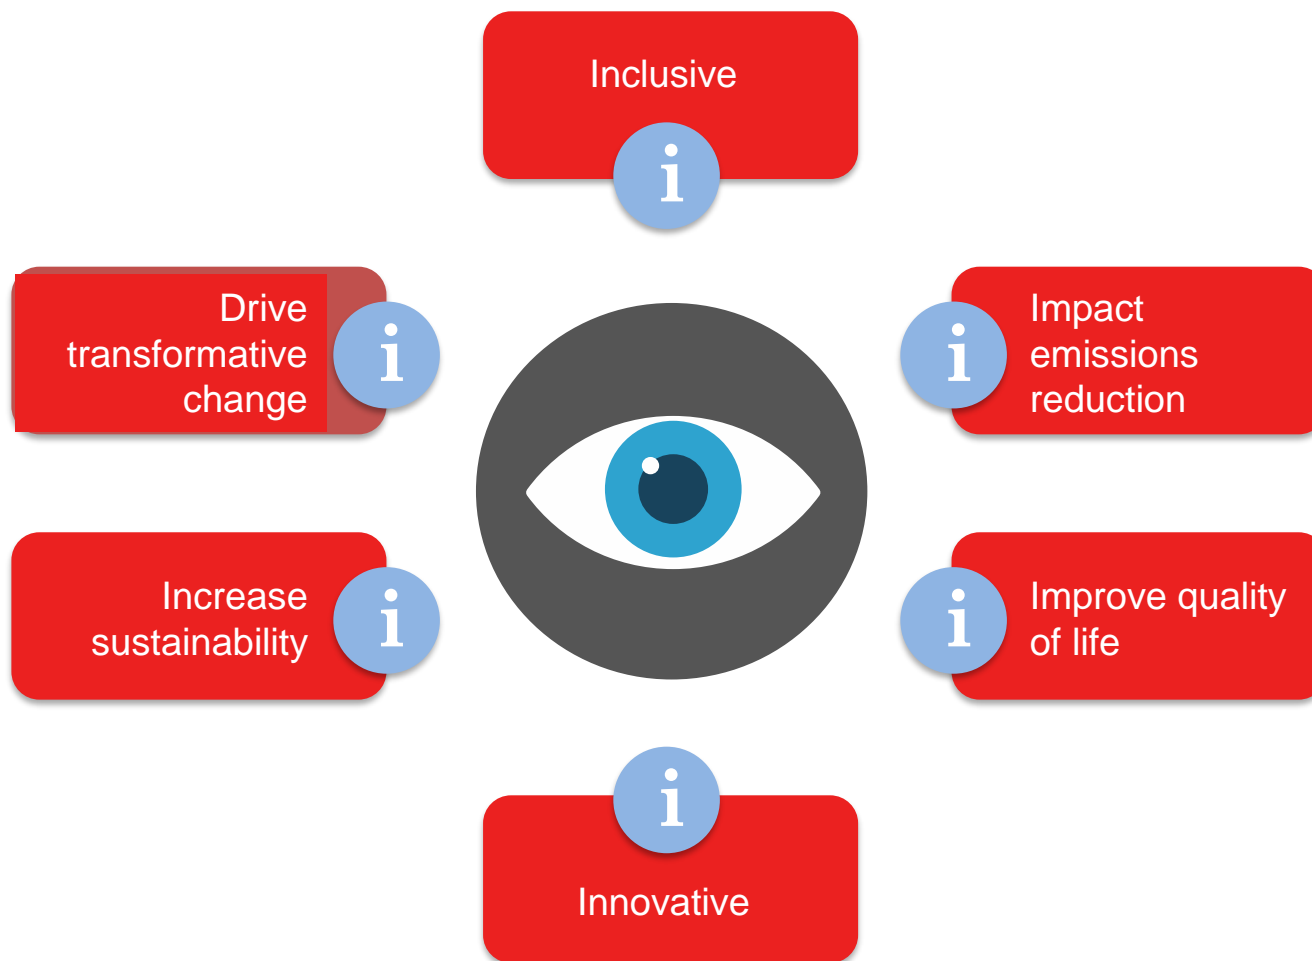 Inclusive
i
Drive
transformative
change
i
i
Impact
emissions
reduction
Increase
sustainability
i
i
Improve quality
of life
i
Innovative